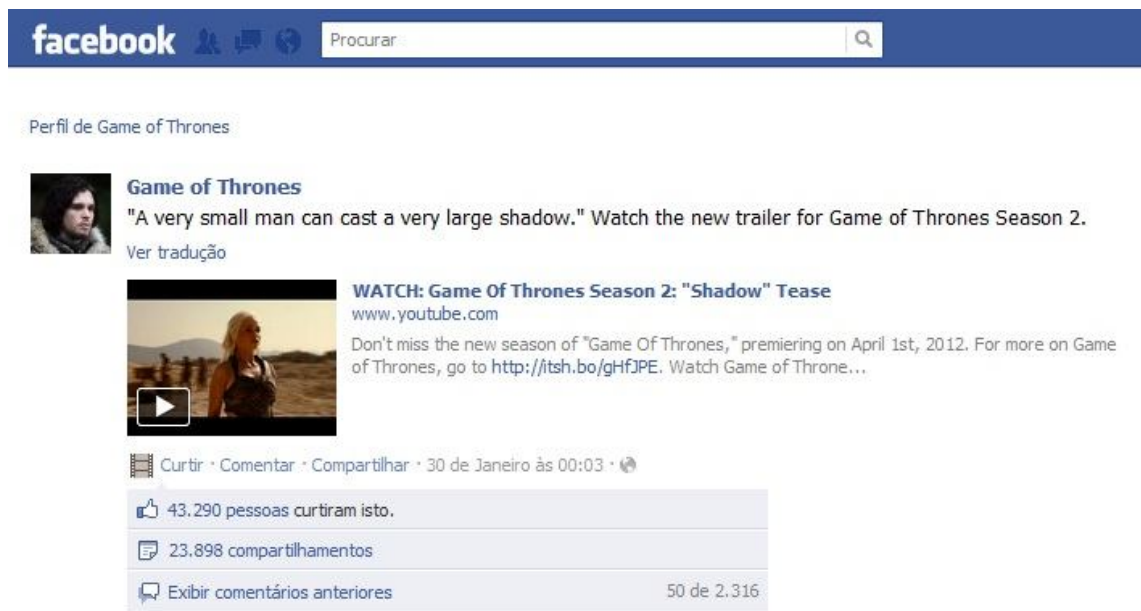 facebook
Procurar
Perfil de Game of Thrones
Game of Thrones
"A very small man can cast a very large shadow." Watch the new trailer for Game of Thrones Season 2.
Ver tradução
WATCH: Game Of Thrones Season 2: "Shadow" Tease
www.youtube.com
Don't miss the new season of "Game Of Thrones," premiering on April 1st, 2012. For more on Game
of Thrones, go to http://itsh.bo/gHfJPE. Watch Game of Throne...
Curtir · Comentar · Compartilhar · 30 de Janeiro às 00:03 ·
43.290 pessoas curtiram isto.
23.898 compartilhamentos
Exibir comentários anteriores 50 de 2.316